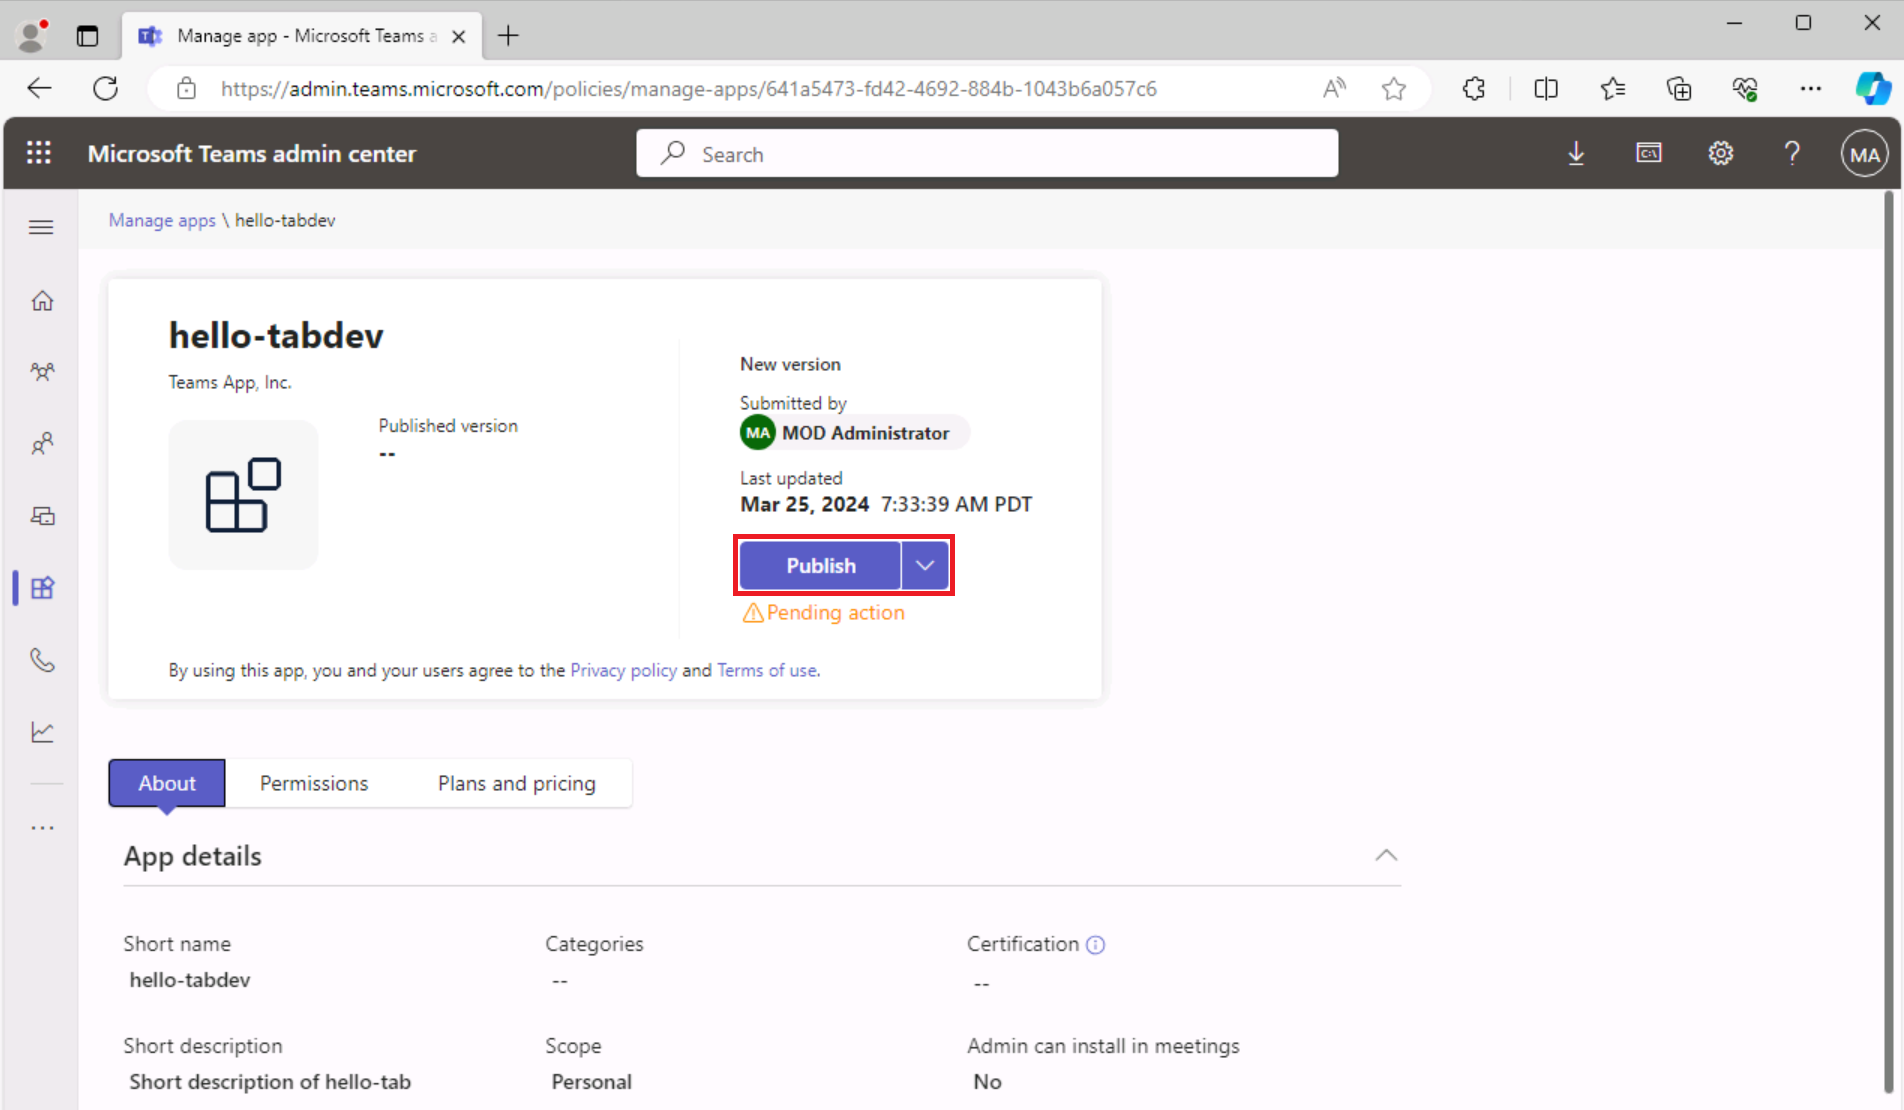 Manage app - Microsoft Teams a
https://admin.teams.microsoft.com/policies/manage-apps/641a5473-fd42-4692-884b-1043b6a057c6
Microsoft Teams admin center
Search
MA
Manage apps \ hello-tabdev
hello-tabdev
Teams App, Inc.
Published version
--
New version
Submitted by
MA MOD Administrator
Last updated
Mar 25, 2024 7:33:39 AM PDT
Publish
Pending action
By using this app, you and your users agree to the Privacy policy and Terms of use.
About Permissions Plans and pricing
App details
Short name Categories Certification
hello-tabdev -- --
Short description Scope Admin can install in meetings
Short description of hello-tab Personal No